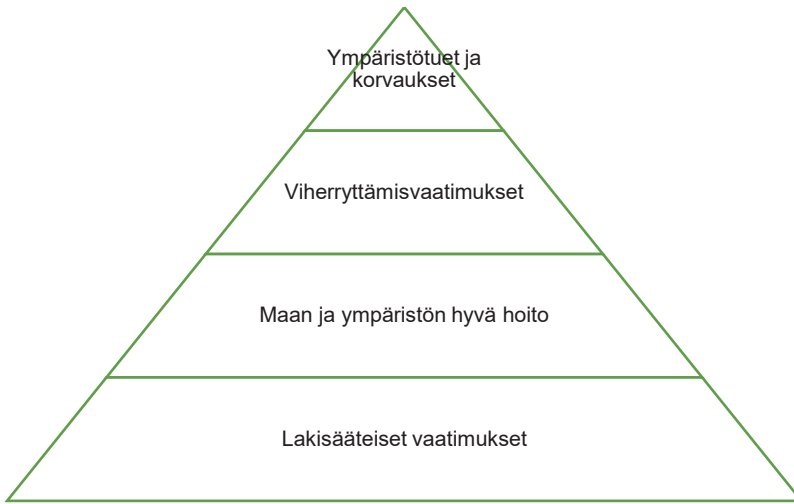 Ympäristötuet ja
korvaukset
Viherryttämisvaatimukset
Maan ja ympäristön hyvä hoito
Lakisääteiset vaatimukset